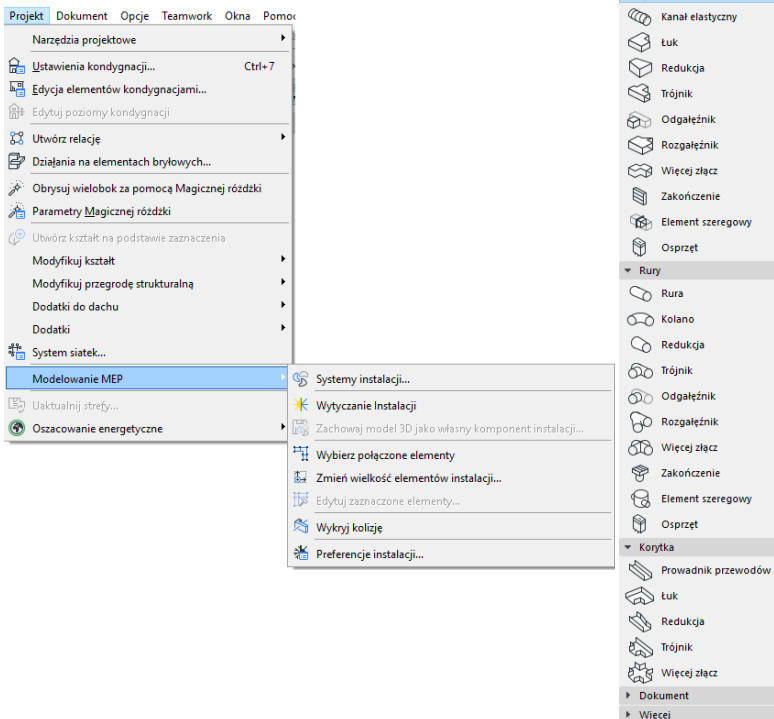 Projekt Dokument Opcje Teamwork Okna Pomoc
Narzędzia projektowe
Ustawienia kondygnacji... Ctrl+7
Edycja elementów kondygnacjami...
Edytuj poziomy kondygnacji
Utwórz relację
Działania na elementach bryłowych...
Obrysuj wielobok za pomocą Magicznej różdżki
Parametry Magicznej różdżki
Utwórz kształt na podstawie zaznaczenia
Modyfikuj kształt
Modyfikuj przegrodę strukturalną
Dodatki do dachu
Dodatki
System siatek...
Modelowanie MEP
Uaktualnij strefy...
Oszacowanie energetyczne
Systemy instalacji...
Wytyczanie Instalacji
Zachowaj model 3D jako własny komponent instalacji...
Wybierz połączone elementy
Zmień wielkość elementów instalacji...
Edytuj zaznaczone elementy...
Wykryj kolizję
Preferencje instalacji...
Kanał elastyczny
Łuk
Redukcja
Trójnik
Odgałęźnik
Rozgałęźnik
Więcej złącz
Zakończenie
Element szeregowy
Osprzęt
Rury
Rura
Kolano
Redukcja
Trójnik
Odgałęźnik
Rozgałęźnik
Więcej złącz
Zakończenie
Element szeregowy
Osprzęt
Korytka
Prowadnik przewodów
Łuk
Redukcja
Trójnik
Więcej złącz
Dokument
Więcej